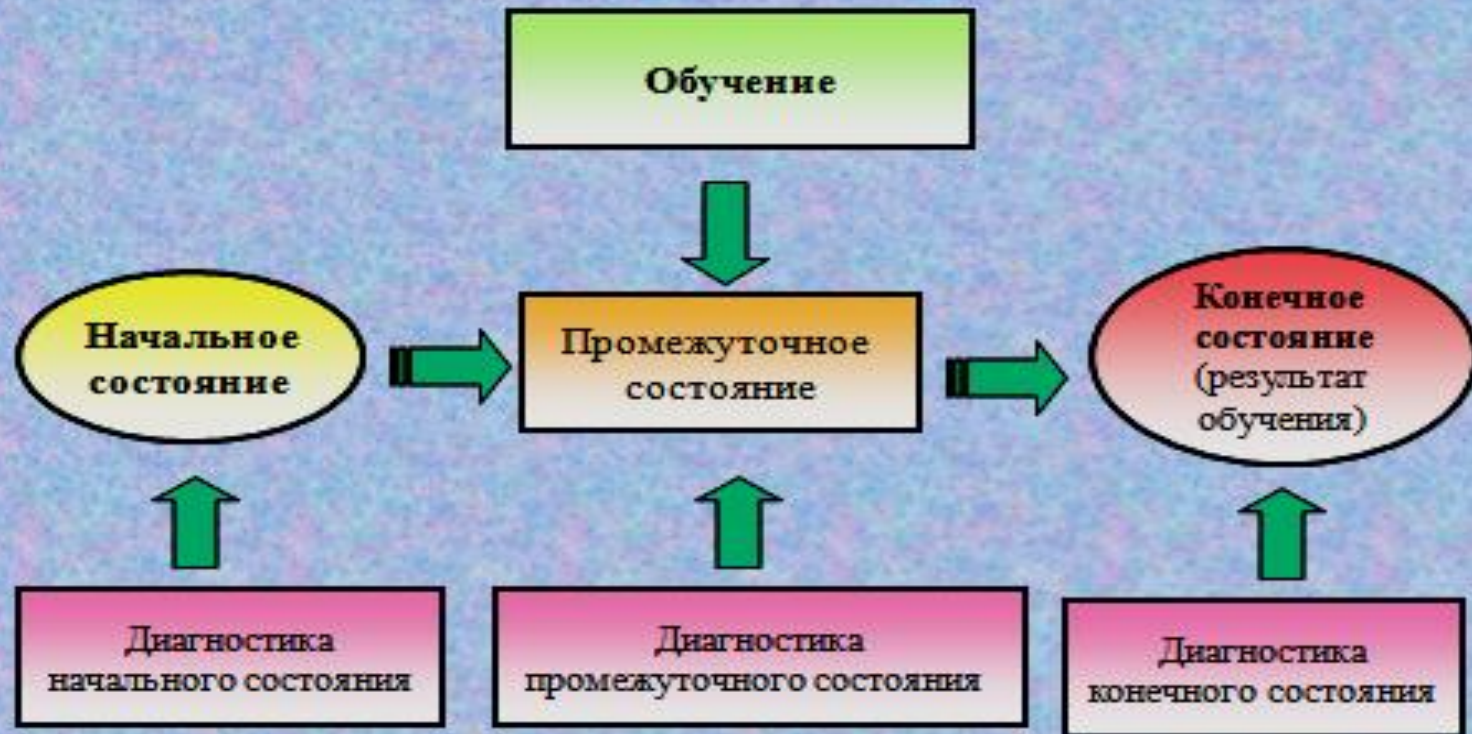 Обучение
Начальное
состояние
Промежуточное
состояние
Конечное
состояние
(результат
обучения)
Диагностика
начального состояния
Диагностика
промежуточного состояния
Диагностика
конечного состояния